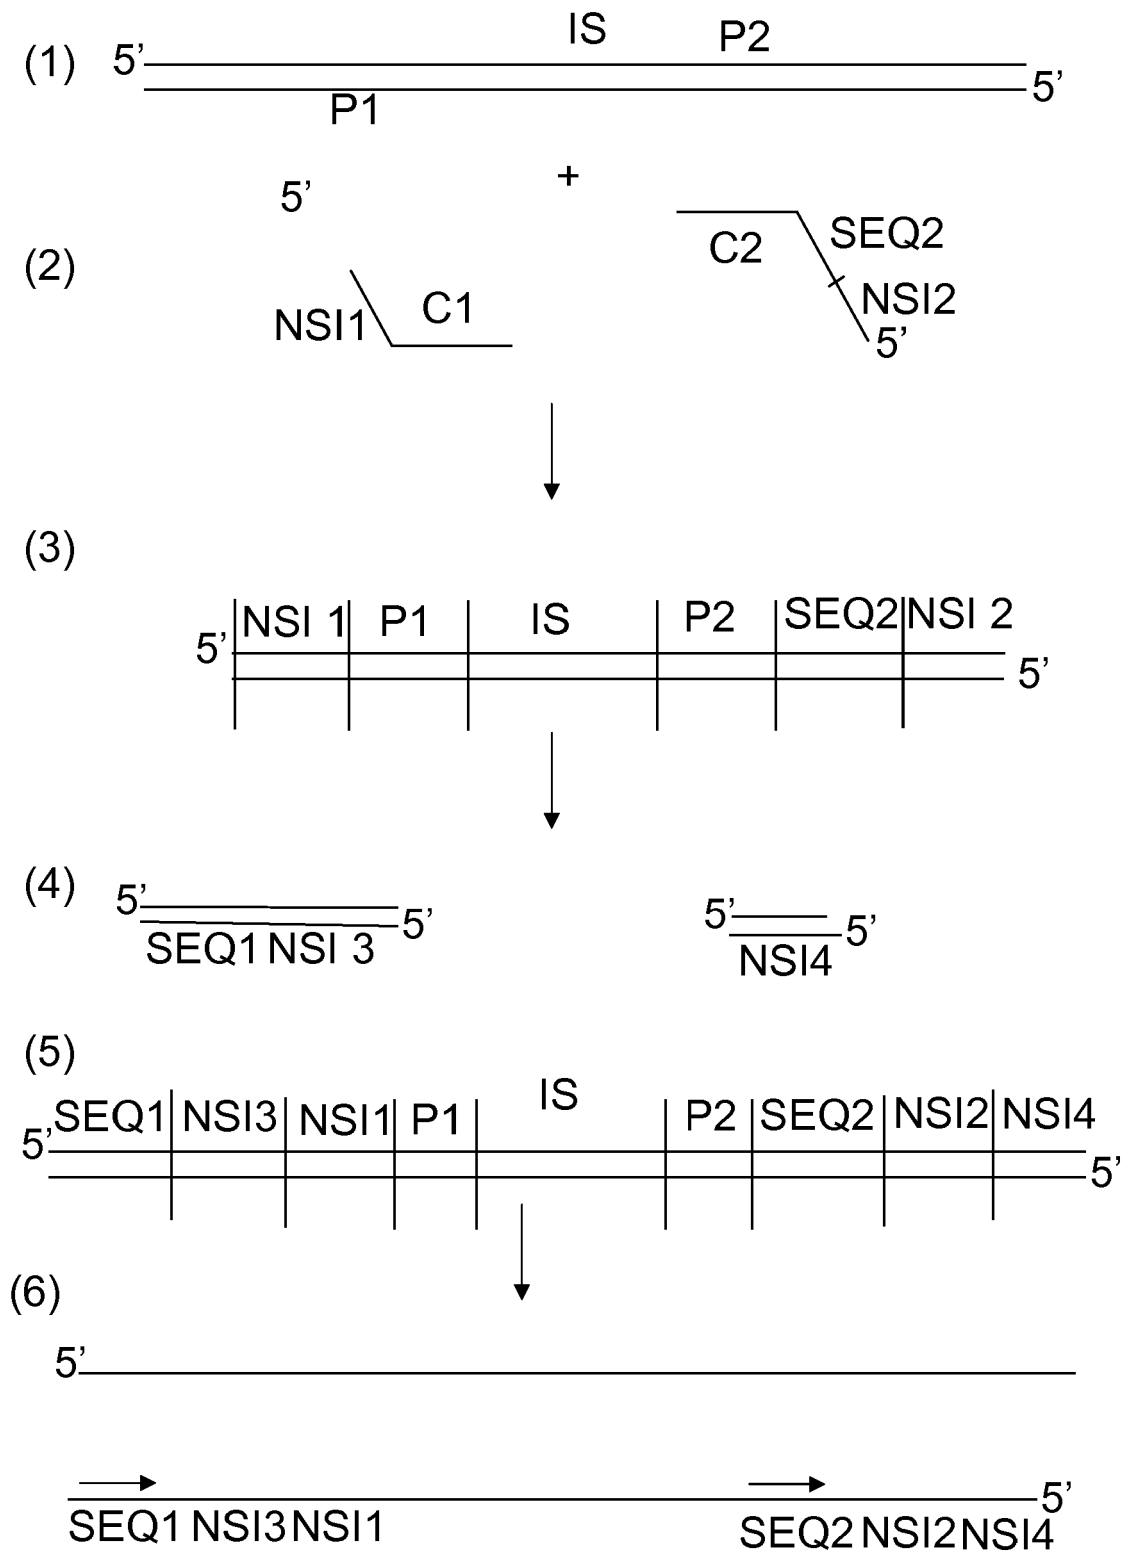 IS P2
(1) 5' 5'
P1
5' +
(2) C2 SEQ2
NSI1 C1 NSI2
5'
(3)
NSI 1 P1 IS P2 SEQ2 NSI 2
5' 5'
(4) 5' 5' 5' 5'
SEQ1 NSI 3 NSI4
(5)
SEQ1 NSI3 NSI1 P1 IS P2 SEQ2 NSI2 NSI4
5' 5'
(6)
5'
5'
SEQ1 NSI3 NSI1 SEQ2 NSI2 NSI4